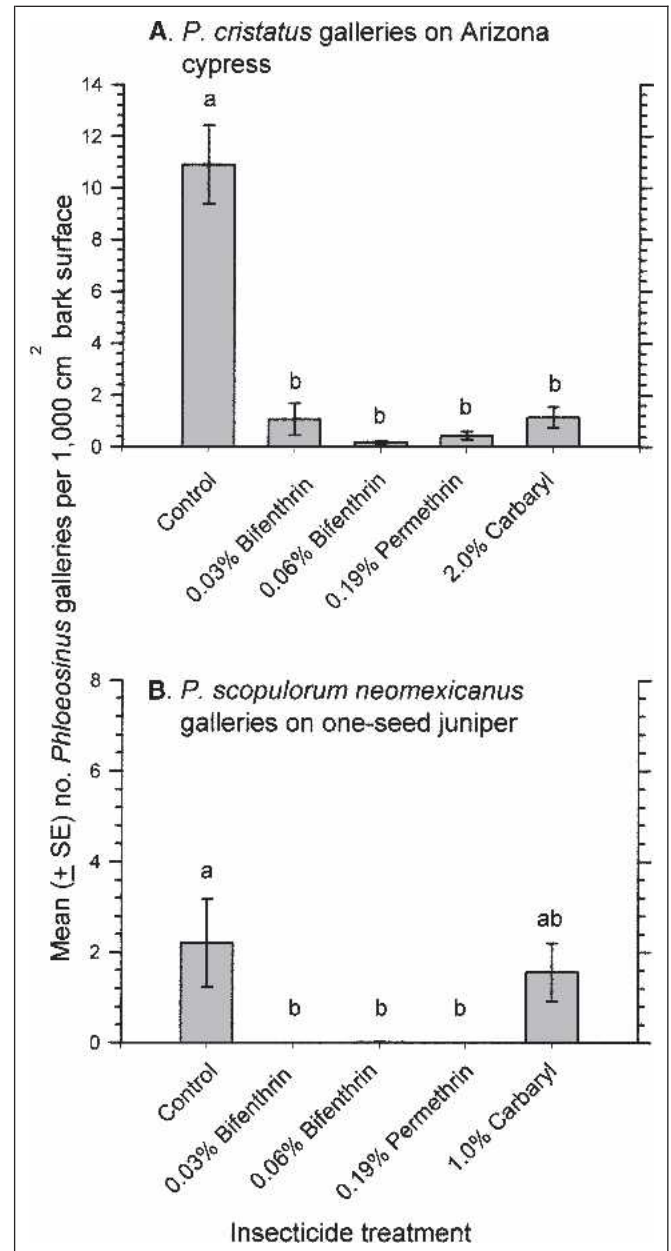 A. P. cristatus galleries on Arizona
cypress
14
12
10
8
6
4
2
0
a
b
b
b
b
Control
0.03% Bifenthrin
0.06% Bifenthrin
0.19% Permethrin
2.0% Carbaryl
Mean (± SE) no. Phloeosinus galleries per 1,000 cm² bark surface
B. P. scopulorum neomexicanus
galleries on one-seed juniper
8
6
4
2
0
a
b
b
b
ab
Control
0.03% Bifenthrin
0.06% Bifenthrin
0.19% Permethrin
1.0% Carbaryl
Insecticide treatment